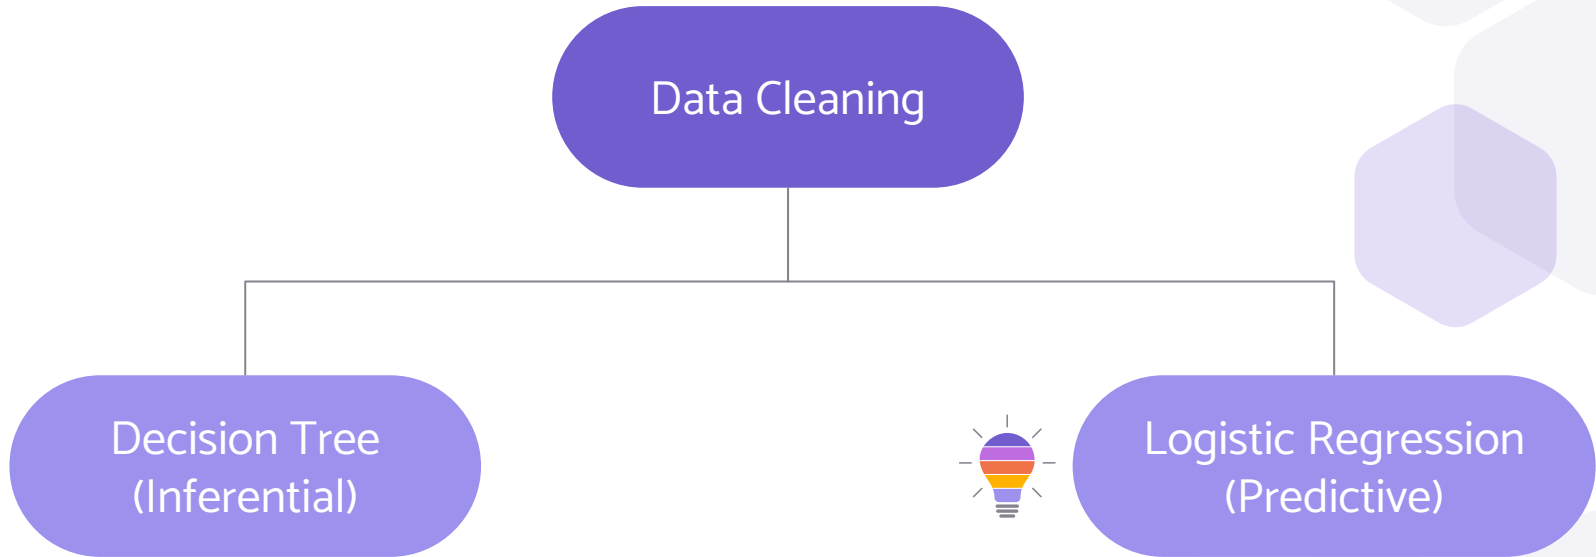 Data Cleaning
Decision Tree
(Inferential)
Logistic Regression
(Predictive)